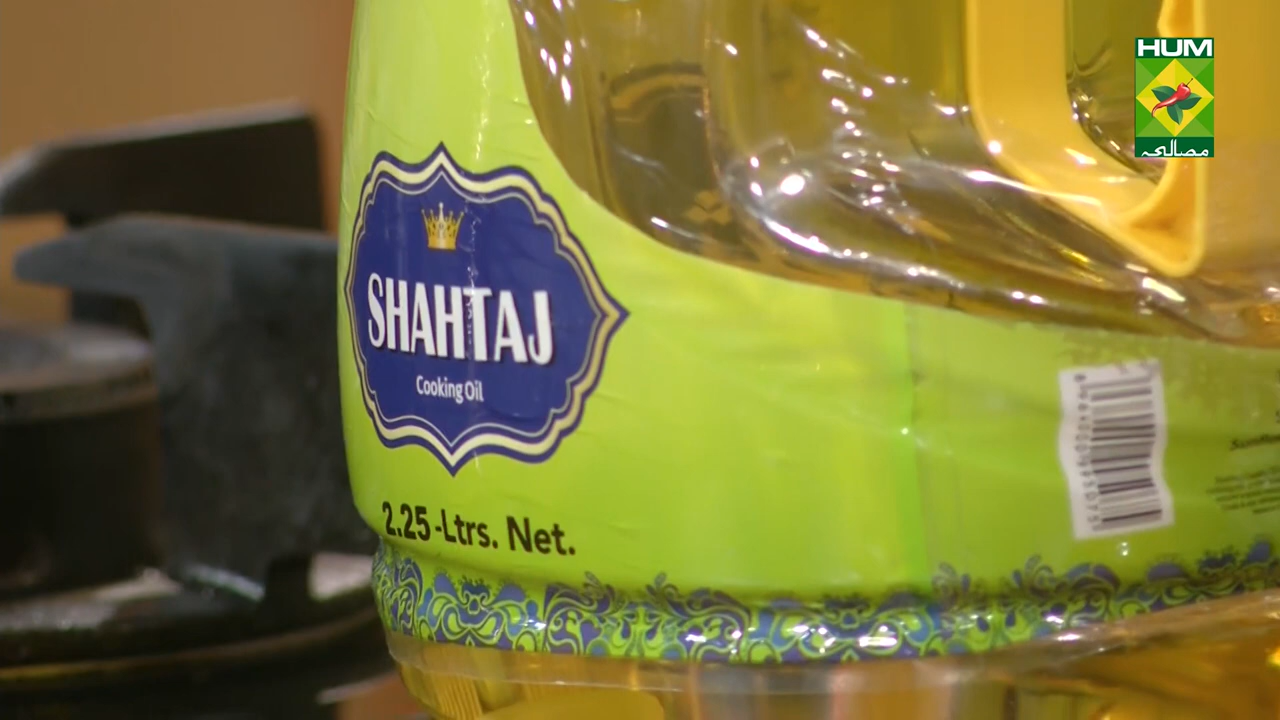 HUM
مصالحہ
SHAHTAJ
Cooking Oil
2.25-Ltrs. Net.